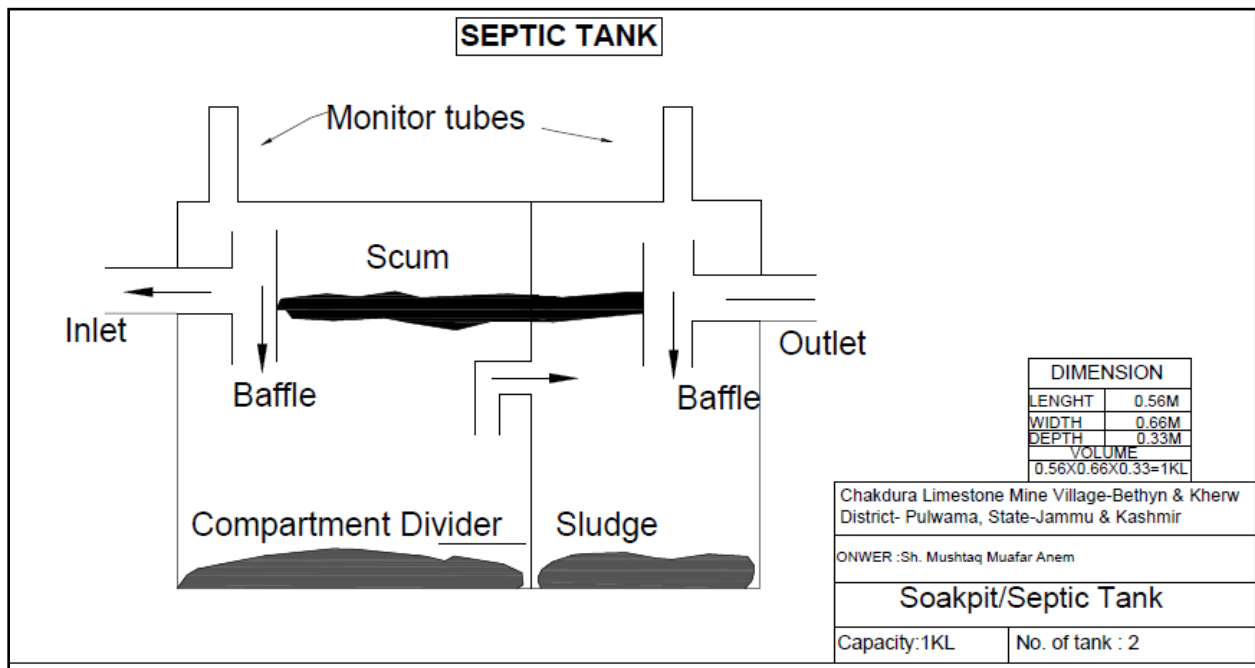 SEPTIC TANK
Monitor tubes
Scum
Inlet
Outlet
Baffle
Baffle
Compartment Divider
Sludge
DIMENSION
LENGHT 0.56M
WIDTH 0.66M
DEPTH 0.33M
VOLUME
0.56X0.66X0.33=1KL
Chakdura Limestone Mine Village-Bethyn & Kherw
District- Pulwama, State-Jammu & Kashmir
ONWER :Sh. Mushtaq Muafar Anem
Soakpit/Septic Tank
Capacity:1KL No. of tank : 2